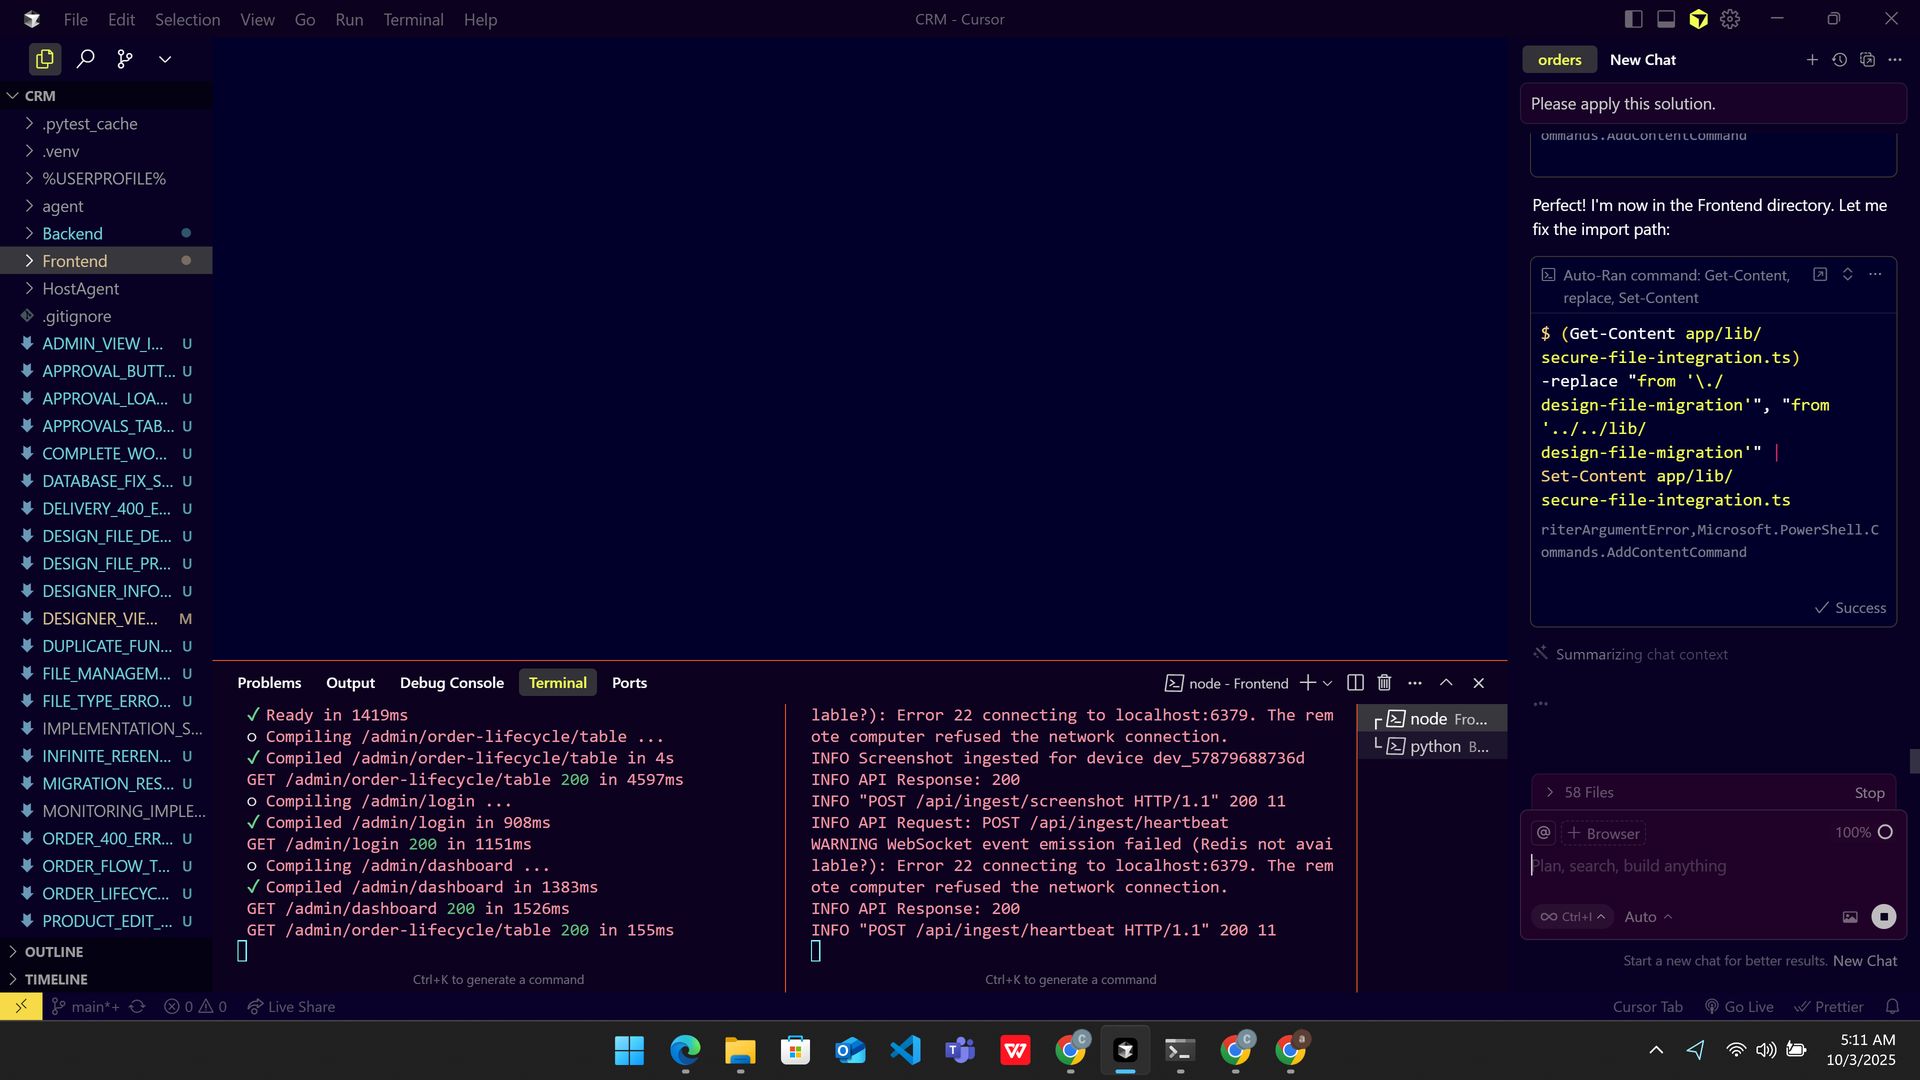 File Edit Selection View Go Run Terminal Help
CRM - Cursor
CRM
.pytest_cache
.venv
%USERPROFILE%
agent
Backend
Frontend
HostAgent
.gitignore
ADMIN_VIEW_I... U
APPROVAL_BUTT... U
APPROVAL_LOA... U
APPROVALS_TAB... U
COMPLETE_WO... U
DATABASE_FIX_S... U
DELIVERY_400_E... U
DESIGN_FILE_DE... U
DESIGN_FILE_PR... U
DESIGNER_INFO... U
DESIGNER_VIE... M
DUPLICATE_FUN... U
FILE_MANAGEM... U
FILE_TYPE_ERRO... U
IMPLEMENTATION_S...
INFINITE_REREN... U
MIGRATION_RES... U
MONITORING_IMPLE...
ORDER_400_ERR... U
ORDER_FLOW_T... U
ORDER_LIFECYC... U
PRODUCT_EDIT_... U
OUTLINE
TIMELINE
Problems Output Debug Console Terminal Ports
node - Frontend
✓ Ready in 1419ms
○ Compiling /admin/order-lifecycle/table ...
✓ Compiled /admin/order-lifecycle/table in 4s
GET /admin/order-lifecycle/table 200 in 4597ms
○ Compiling /admin/login ...
✓ Compiled /admin/login in 908ms
GET /admin/login 200 in 1151ms
○ Compiling /admin/dashboard ...
✓ Compiled /admin/dashboard in 1383ms
GET /admin/dashboard 200 in 1526ms
GET /admin/order-lifecycle/table 200 in 155ms
Ctrl+K to generate a command
lable?): Error 22 connecting to localhost:6379. The rem
ote computer refused the network connection.
INFO Screenshot ingested for device dev_57879688736d
INFO API Response: 200
INFO "POST /api/ingest/screenshot HTTP/1.1" 200 11
INFO API Request: POST /api/ingest/heartbeat
WARNING WebSocket event emission failed (Redis not avai
lable?): Error 22 connecting to localhost:6379. The rem
ote computer refused the network connection.
INFO API Response: 200
INFO "POST /api/ingest/heartbeat HTTP/1.1" 200 11
Ctrl+K to generate a command
node Fro...
python B...
orders New Chat
Please apply this solution.
ommands.AddContentCommand
Perfect! I'm now in the Frontend directory. Let me
fix the import path:
Auto-Ran command: Get-Content,
replace, Set-Content
$ (Get-Content app/lib/
secure-file-integration.ts)
-replace "from '\./
design-file-migration'", "from
'../../lib/
design-file-migration'" |
Set-Content app/lib/
secure-file-integration.ts
riterArgumentError,Microsoft.PowerShell.C
ommands.AddContentCommand
Success
Summarizing chat context
58 Files Stop
@ + Browser 100%
Plan, search, build anything
Ctrl+I Auto
Start a new chat for better results. New Chat
main*+ 0 0 Live Share
Cursor Tab Go Live Prettier
5:11 AM
10/3/2025